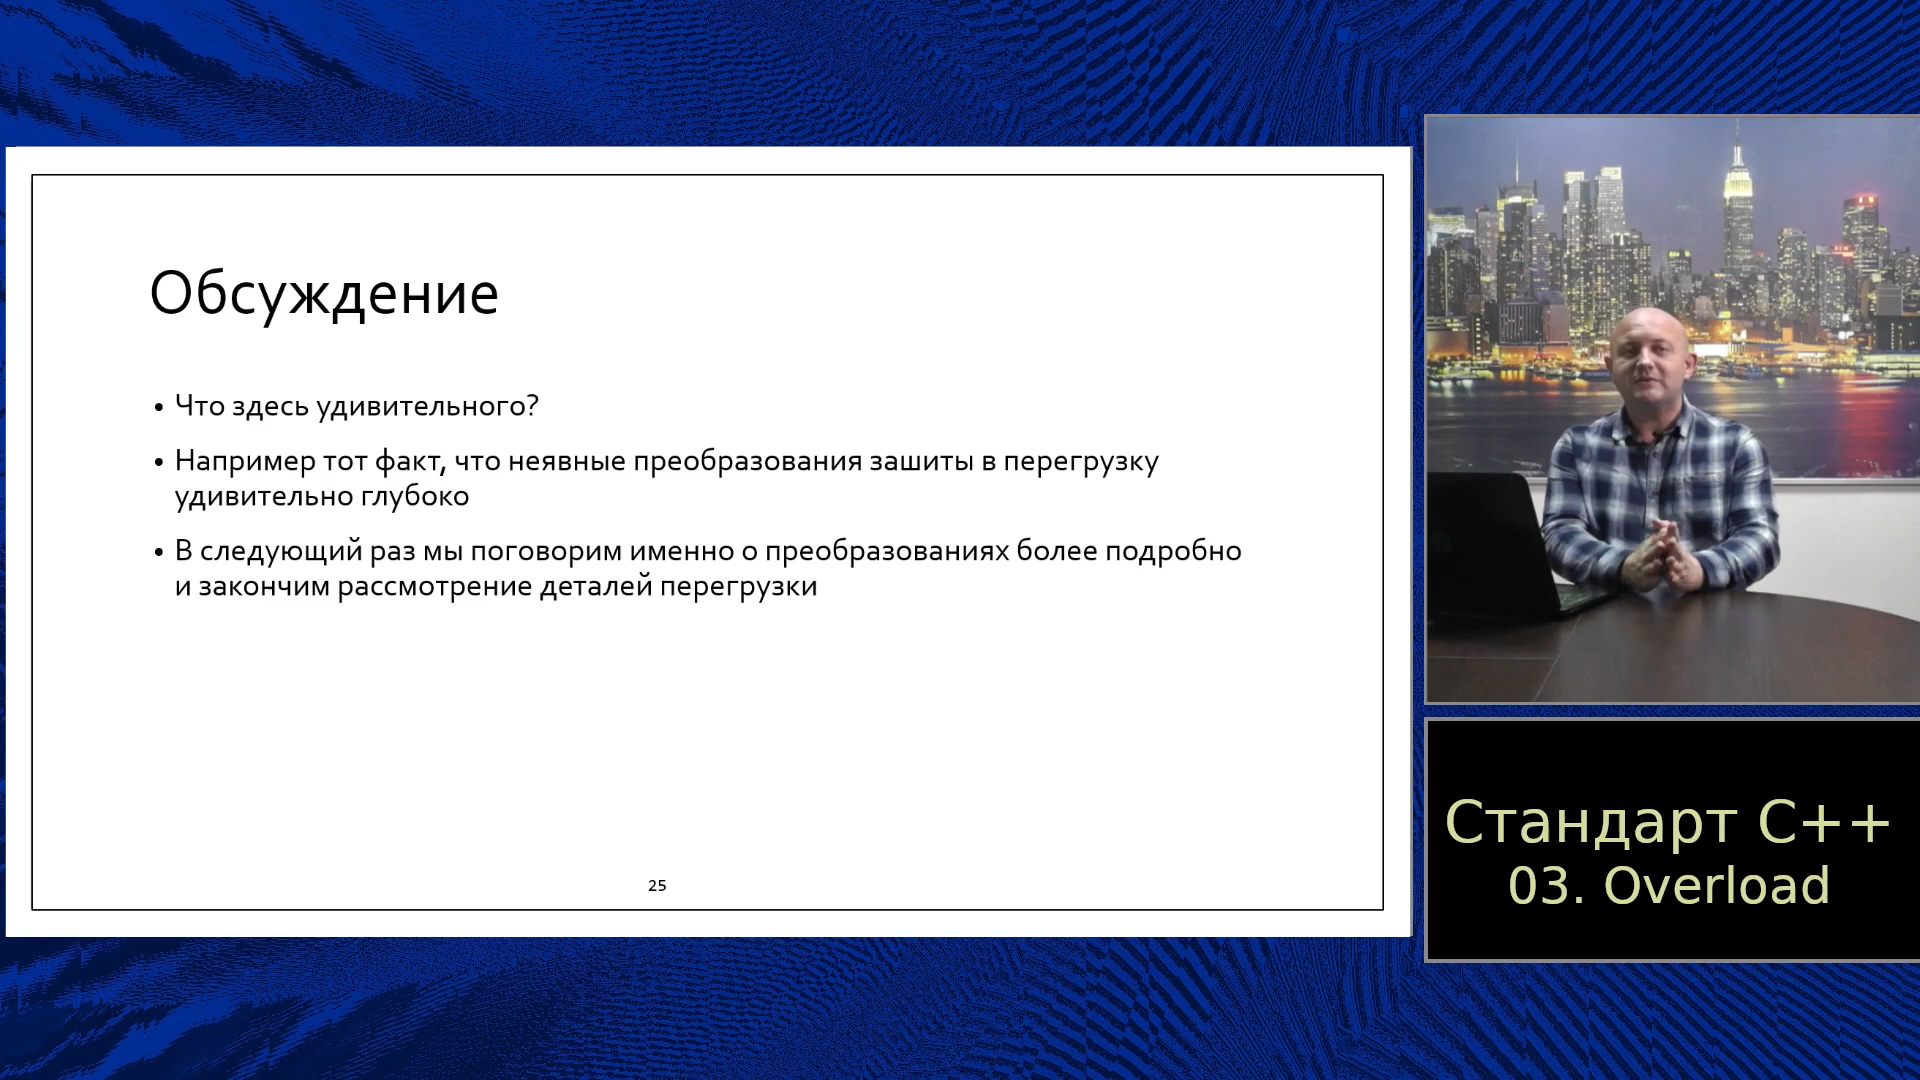 Обсуждение
• Что здесь удивительного?
• Например тот факт, что неявные преобразования зашиты в перегрузку
удивительно глубоко
• В следующий раз мы поговорим именно о преобразованиях более подробно
и закончим рассмотрение деталей перегрузки
25
Стандарт C++
03. Overload